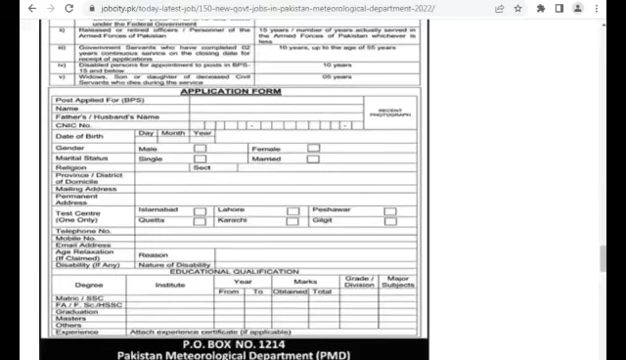 jobcity.pk/today-latest-job/150-new-govt-jobs-in-pakistan-meteorological-department-2022/
under the Federal Government
ii) Released or retired officers / Personnel of the Armed Forces of Pakistan
15 years / number of years actually served in the Armed Forces of Pakistan whichever is less
iii) Government Servants who have completed 02 years continuous service on the closing date for receipt of applications
10 years, up to the age of 55 years
iv) Disabled persons for appointment to posts in BPS-15 and below
10 years
v) Widows, Son or daughter of deceased Civil Servants who dies during the service
05 years
APPLICATION FORM
Post Applied For (BPS)
Name
RECENT PHOTOGRAPH
Father's / Husband's Name
CNIC No. - -
Date of Birth Day Month Year
Gender Male Female
Marital Status Single Married
Religion Sect
Province / District of Domicile
Mailing Address
Permanent Address
Test Centre (One Only) Islamabad Lahore Peshawar
Quetta Karachi Gilgit
Telephone No.
Mobile No.
Email Address
Age Relaxation (If Claimed) Reason
Disability (If Any) Nature of Disability
EDUCATIONAL QUALIFICATION
Degree Institute Year Marks Grade / Division Major Subjects
From To Obtained Total
Matric / SSC
FA / F. Sc./HSSC
Graduation
Masters
Others
Experience Attach experience certificate (if applicable)
P.O. BOX NO. 1214
Pakistan Meteorological Department (PMD)